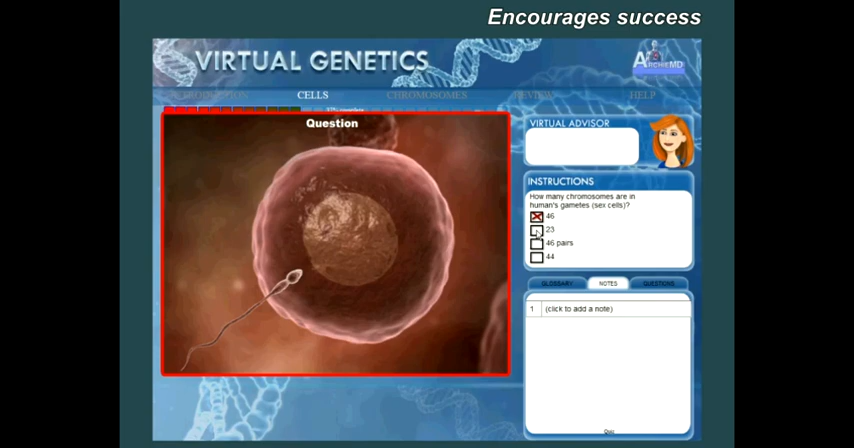 Encourages success
VIRTUAL GENETICS
ARCHIEMD
CELLS
CHROMOSOMES
REVIEW
HELP
Question
VIRTUAL ADVISOR
INSTRUCTIONS
How many chromosomes are in
human's gametes (sex cells)?
46
23
46 pairs
44
GLOSSARY
NOTES
QUESTIONS
1 (click to add a note)
Quiz